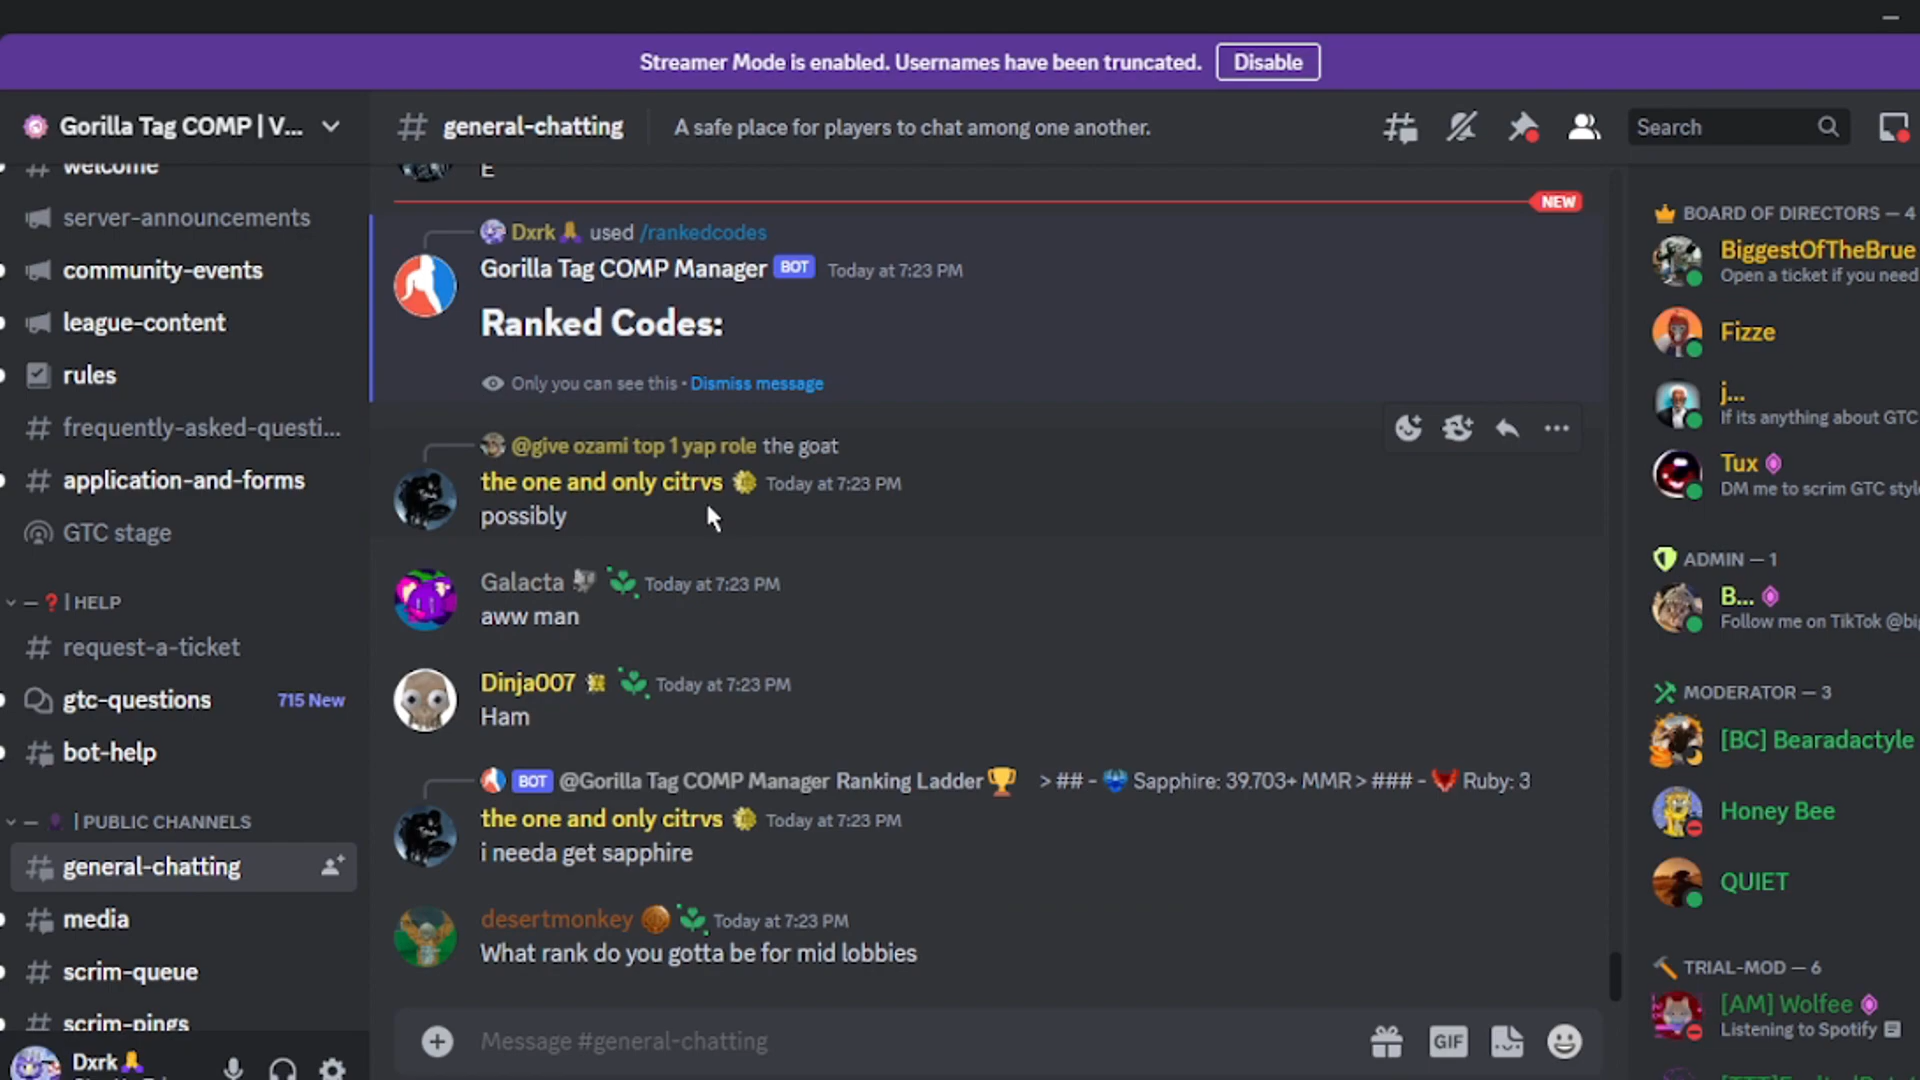 Streamer Mode is enabled. Usernames have been truncated. Disable
Gorilla Tag COMP | V...
general-chatting A safe place for players to chat among one another.
Search
welcome
server-announcements
community-events
league-content
rules
frequently-asked-questi...
application-and-forms
GTC stage
— ❓ | HELP
request-a-ticket
gtc-questions 715 New
bot-help
— | PUBLIC CHANNELS
general-chatting
media
scrim-queue
scrim-pings
Dxrk
E
NEW
Dxrk used /rankedcodes
Gorilla Tag COMP Manager BOT Today at 7:23 PM
Ranked Codes:
Only you can see this • Dismiss message
@give ozami top 1 yap role the goat
the one and only citrvs Today at 7:23 PM
possibly
Galacta Today at 7:23 PM
aww man
Dinja007 Today at 7:23 PM
Ham
BOT @Gorilla Tag COMP Manager Ranking Ladder 🏆 > ## - Sapphire: 39.703+ MMR > ### - Ruby: 3
the one and only citrvs Today at 7:23 PM
i needa get sapphire
desertmonkey Today at 7:23 PM
What rank do you gotta be for mid lobbies
Message #general-chatting
GIF
BOARD OF DIRECTORS — 4
BiggestOfTheBrue
Open a ticket if you need
Fizze
j...
If its anything about GTC
Tux
DM me to scrim GTC style
ADMIN — 1
B...
Follow me on TikTok @big
MODERATOR — 3
[BC] Bearadactyle
Honey Bee
QUIET
TRIAL-MOD — 6
[AM] Wolfee
Listening to Spotify